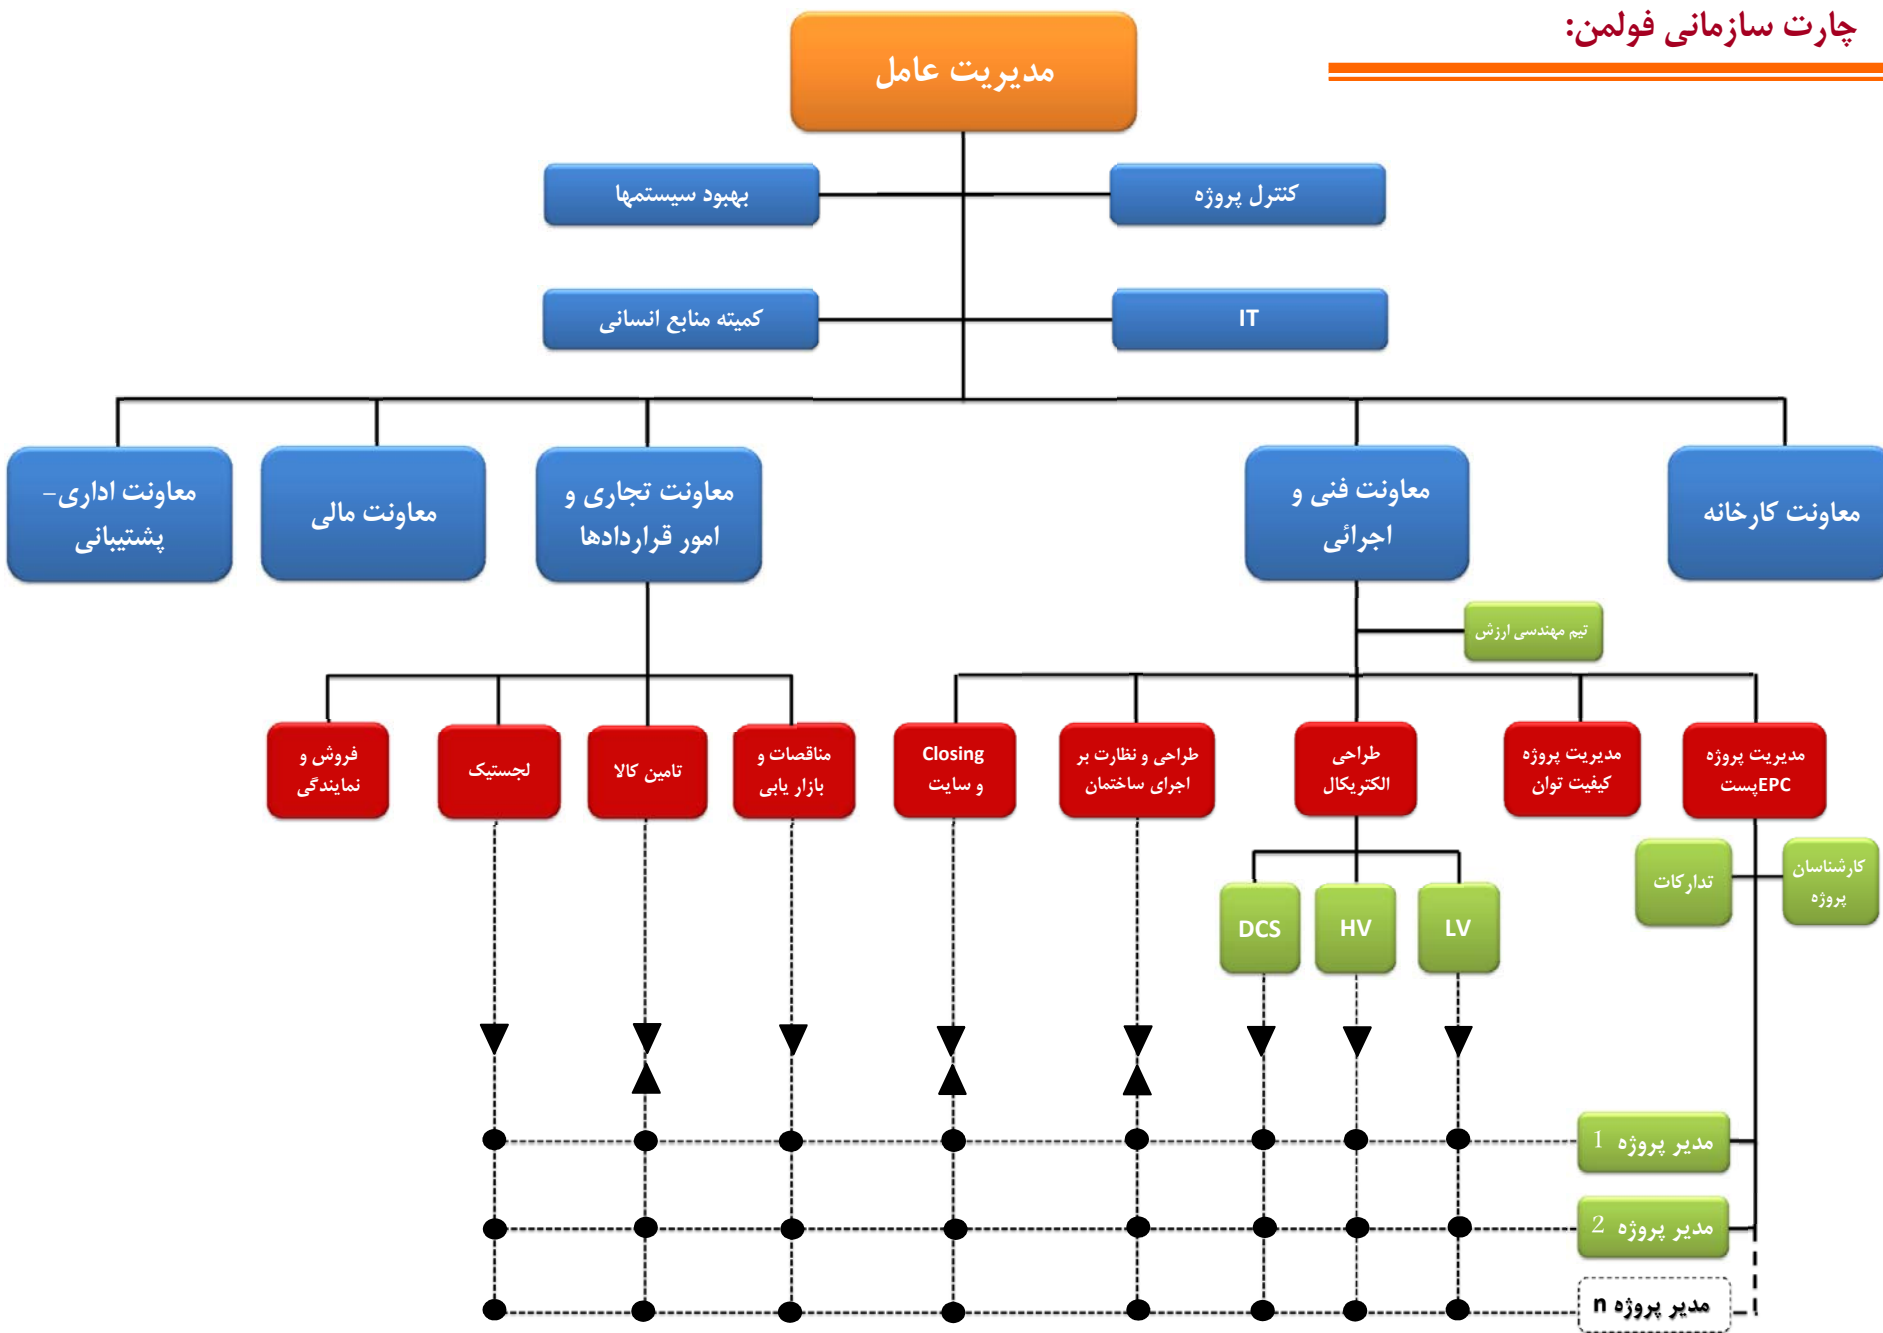 چارت سازمانی فولمن:
مدیریت عامل
کنترل پروژه
بهبود سیستمها
IT
کمیته منابع انسانی
معاونت کارخانه
معاونت فنی و
اجرائی
معاونت تجاری و
امور قراردادها
معاونت مالی
معاونت اداری-
پشتیبانی
تیم مهندسی ارزش
مدیریت پروژه
پستEPC
مدیریت پروژه
کیفیت توان
طراحی
الکتریکال
طراحی و نظارت بر
اجرای ساختمان
Closing
و سایت
مناقصات و
بازار یابی
تامین کالا
لجستیک
فروش و
نمایندگی
کارشناسان
پروژه
تدارکات
LV
HV
DCS
مدیر پروژه 1
مدیر پروژه 2
مدیر پروژه n